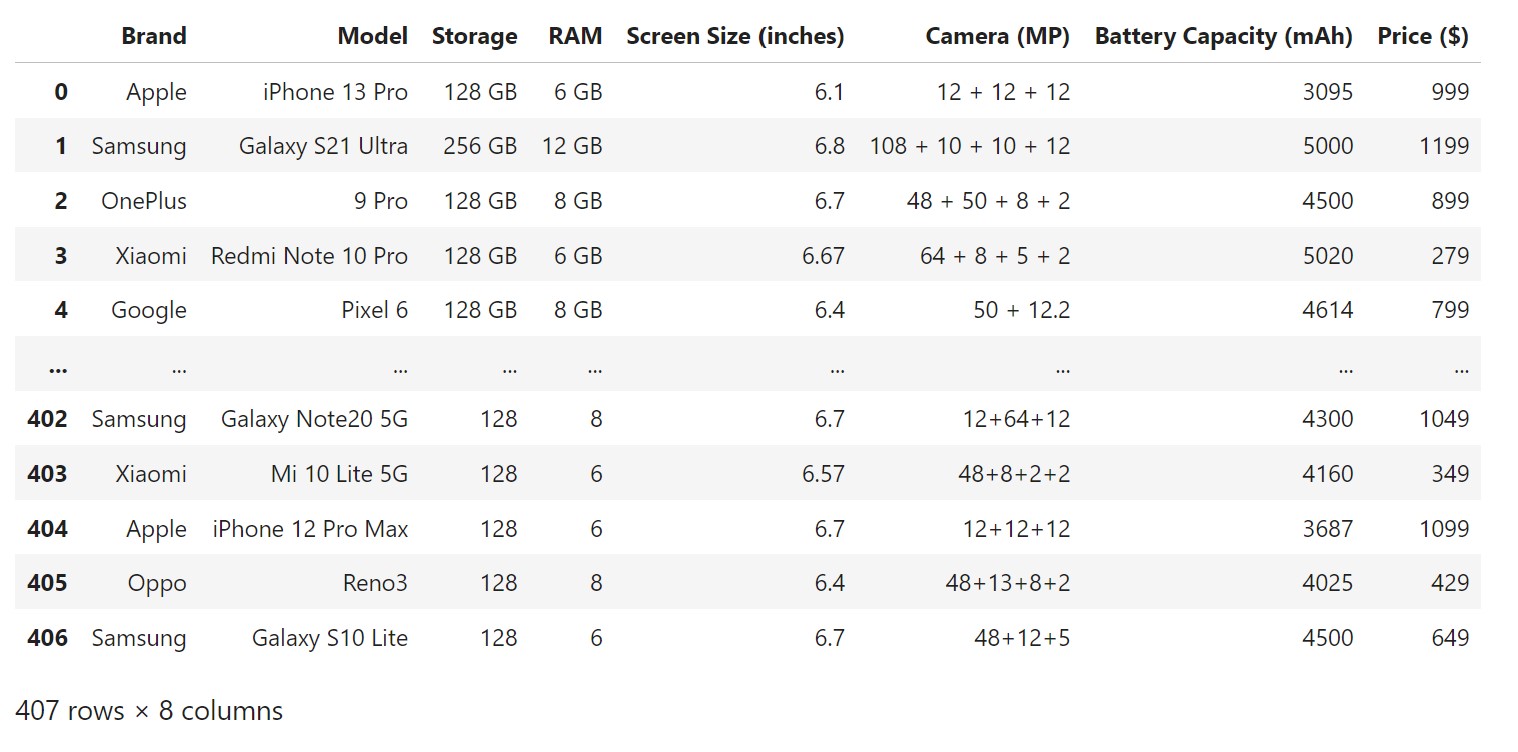 Brand Model Storage RAM Screen Size (inches) Camera (MP) Battery Capacity (mAh) Price ($)
0 Apple iPhone 13 Pro 128 GB 6 GB 6.1 12 + 12 + 12 3095 999
1 Samsung Galaxy S21 Ultra 256 GB 12 GB 6.8 108 + 10 + 10 + 12 5000 1199
2 OnePlus 9 Pro 128 GB 8 GB 6.7 48 + 50 + 8 + 2 4500 899
3 Xiaomi Redmi Note 10 Pro 128 GB 6 GB 6.67 64 + 8 + 5 + 2 5020 279
4 Google Pixel 6 128 GB 8 GB 6.4 50 + 12.2 4614 799
... ... ... ... ... ... ... ... ...
402 Samsung Galaxy Note20 5G 128 8 6.7 12+64+12 4300 1049
403 Xiaomi Mi 10 Lite 5G 128 6 6.57 48+8+2+2 4160 349
404 Apple iPhone 12 Pro Max 128 6 6.7 12+12+12 3687 1099
405 Oppo Reno3 128 8 6.4 48+13+8+2 4025 429
406 Samsung Galaxy S10 Lite 128 6 6.7 48+12+5 4500 649
407 rows × 8 columns